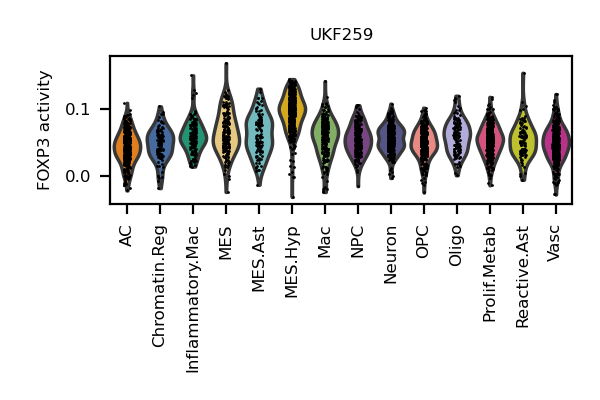 UKF259
FOXP3 activity
0.1
0.0
AC
Chromatin.Reg
Inflammatory.Mac
MES
MES.Ast
MES.Hyp
Mac
NPC
Neuron
OPC
Oligo
Prolif.Metab
Reactive.Ast
Vasc